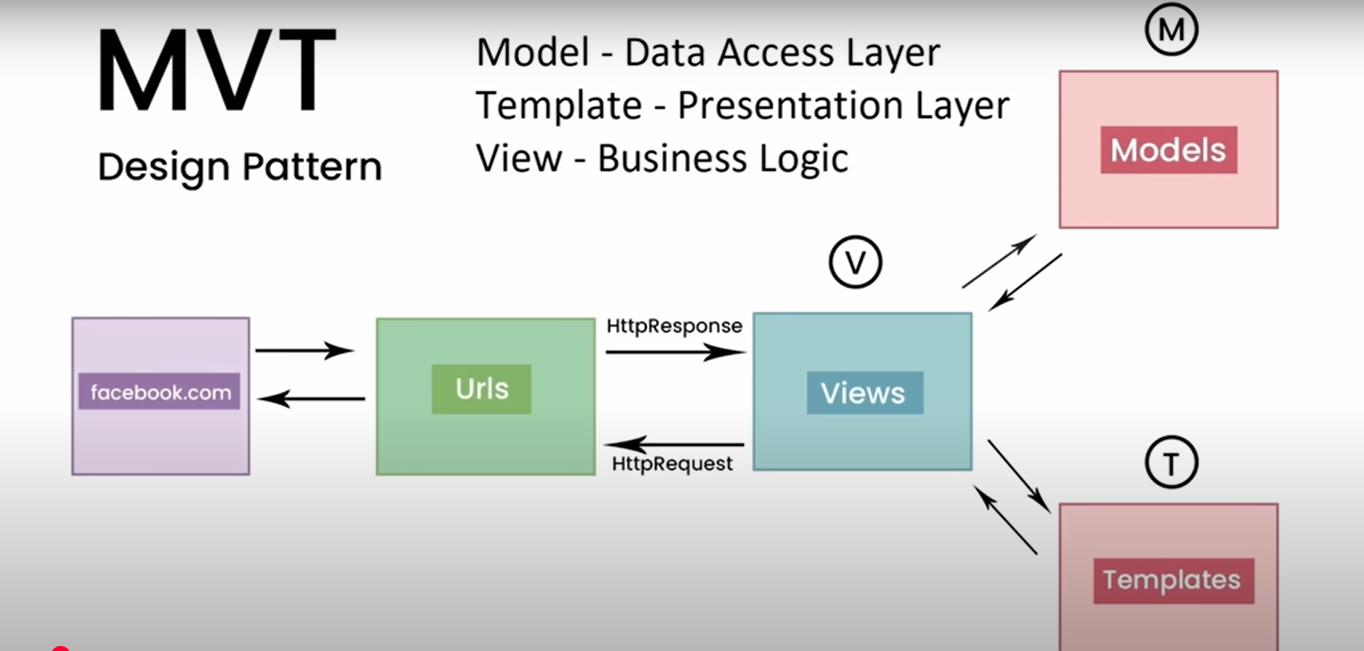 MVT
Design Pattern
Model - Data Access Layer
Template - Presentation Layer
View - Business Logic
M
Models
V
facebook.com
Urls
HttpResponse
HttpRequest
Views
T
Templates